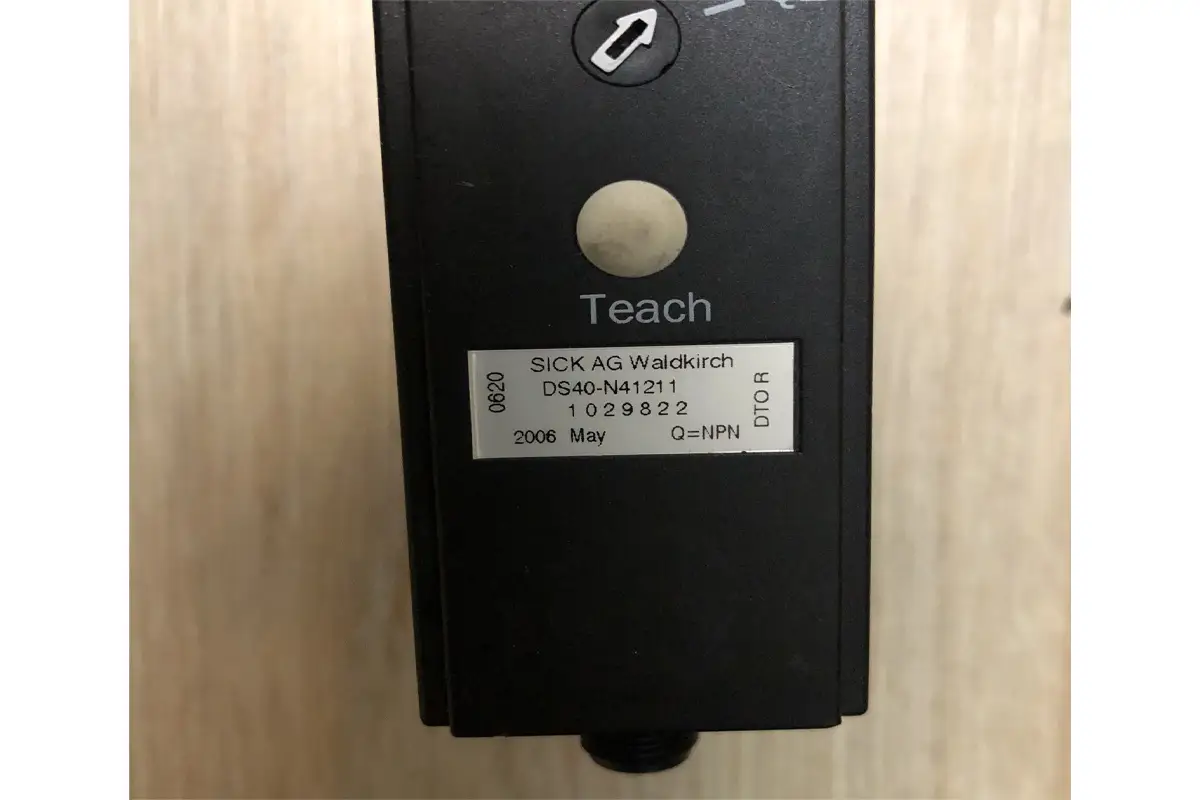 Teach
SICK AG Waldkirch
0620
DS40-N41211
1029822
DTO R
2006 May Q=NPN